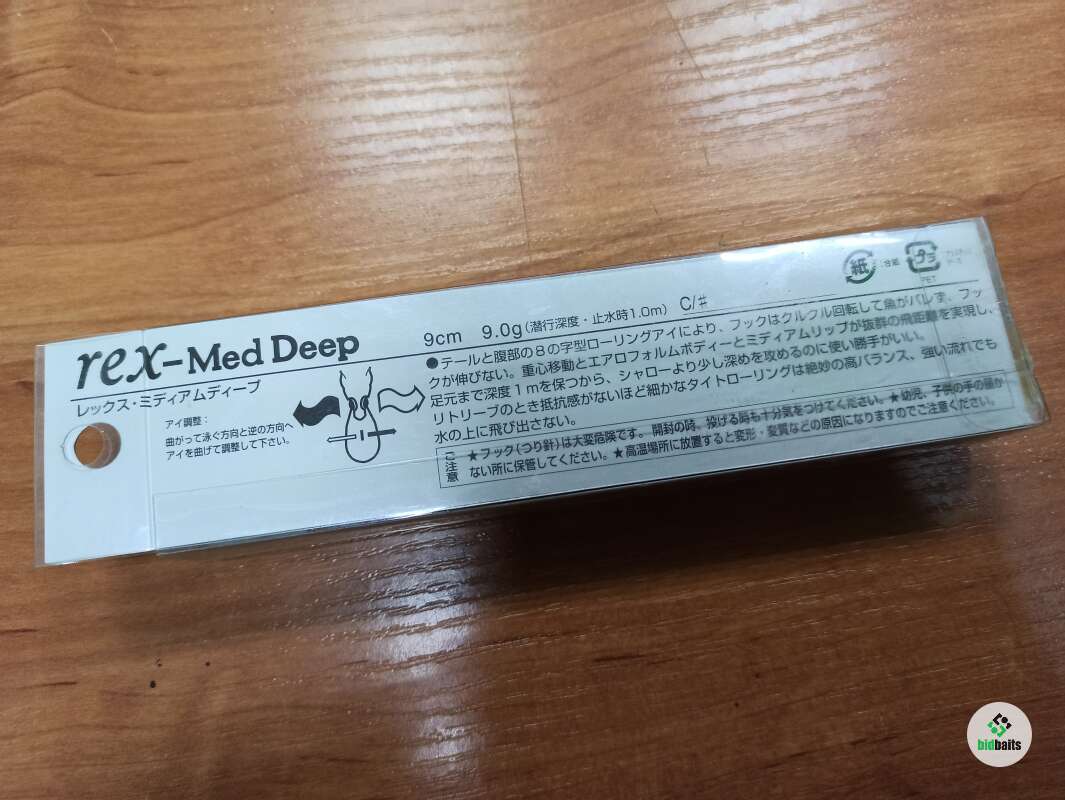 rex-Med Deep
レックス・ミディアムディープ
アイ調整：
曲がって泳ぐ方向と逆の方向へ
アイを曲げて調整して下さい。
9cm 9.0g(潜行深度・止水時1.0m) C/#
●テールと腹部の8の字型ローリングアイにより、フックはクルクル回転して魚がバレず、フッ
クが伸びない。重心移動とエアロフォルムボディーとミディアムリップが抜群の飛距離を実現し、
足元まで深度1mを保つから、シャローより少し深めを攻めるのに使い勝手がいい。
リトリーブのとき抵抗感がないほど細かなタイトローリングは絶妙の高バランス、強い流れでも
水の上に飛び出さない。
ご注意
★フック(つり針)は大変危険です。開封の時、投げる時も十分気をつけてください。★幼児、子供の手の届か
ない所に保管してください。★高温場所に放置すると変形・変質などの原因になりますのでご注意ください。
紙
:台紙
プラ
PET
bidbaits